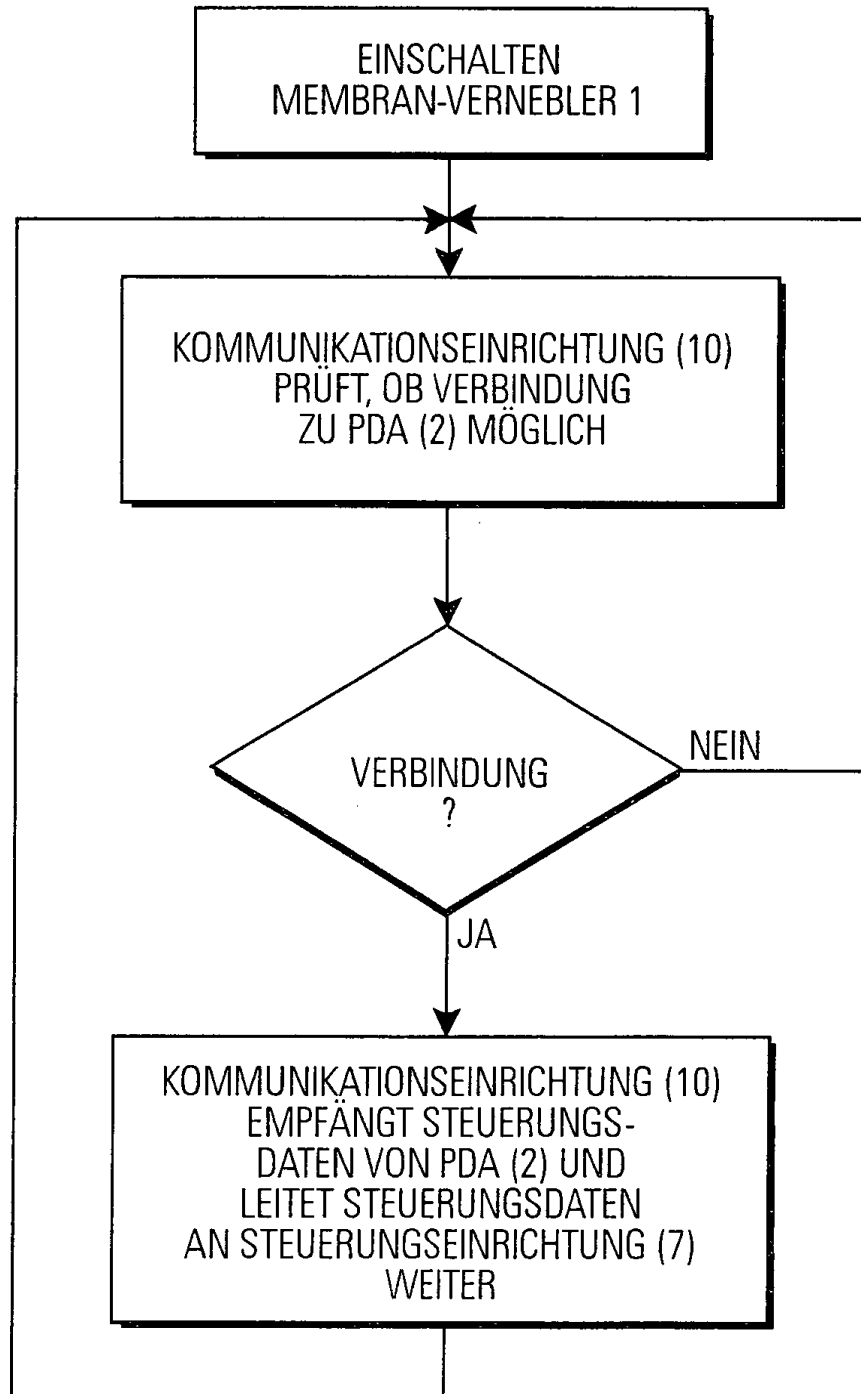 EINSCHALTEN
MEMBRAN-VERNEBLER 1
KOMMUNIKATIONSEINRICHTUNG (10)
PRÜFT, OB VERBINDUNG
ZU PDA (2) MÖGLICH
VERBINDUNG
?
NEIN
JA
KOMMUNIKATIONSEINRICHTUNG (10)
EMPFÄNGT STEUERUNGS-
DATEN VON PDA (2) UND
LEITET STEUERUNGSDATEN
AN STEUERUNGSEINRICHTUNG (7)
WEITER